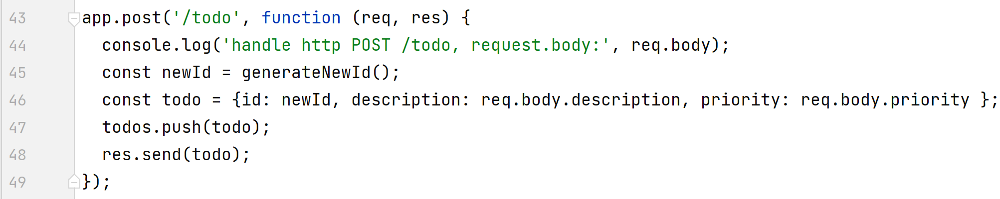 43 app.post('/todo', function (req, res) {
44   console.log('handle http POST /todo, request.body:', req.body);
45   const newId = generateNewId();
46   const todo = {id: newId, description: req.body.description, priority: req.body.priority };
47   todos.push(todo);
48   res.send(todo);
49 });